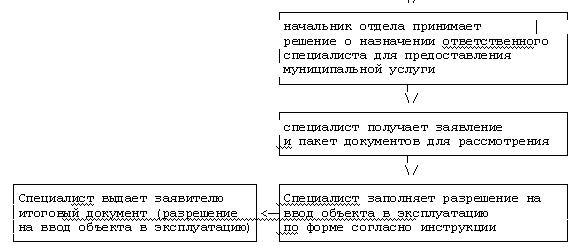 начальник отдела принимает
решение о назначении ответственного
специалиста для предоставления
муниципальной услуги
\/
специалист получает заявление
и пакет документов для рассмотрения
\/
Специалист выдает заявителю
итоговый документ (разрешение
на ввод объекта в эксплуатацию)
<—
Специалист заполняет разрешение на
ввод объекта в эксплуатацию
по форме согласно инструкции